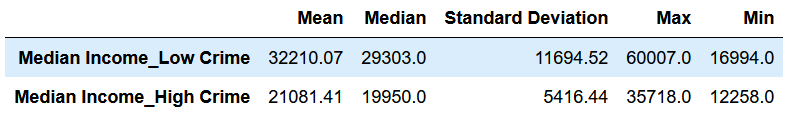 Mean Median Standard Deviation Max Min
Median Income_Low Crime 32210.07 29303.0 11694.52 60007.0 16994.0
Median Income_High Crime 21081.41 19950.0 5416.44 35718.0 12258.0